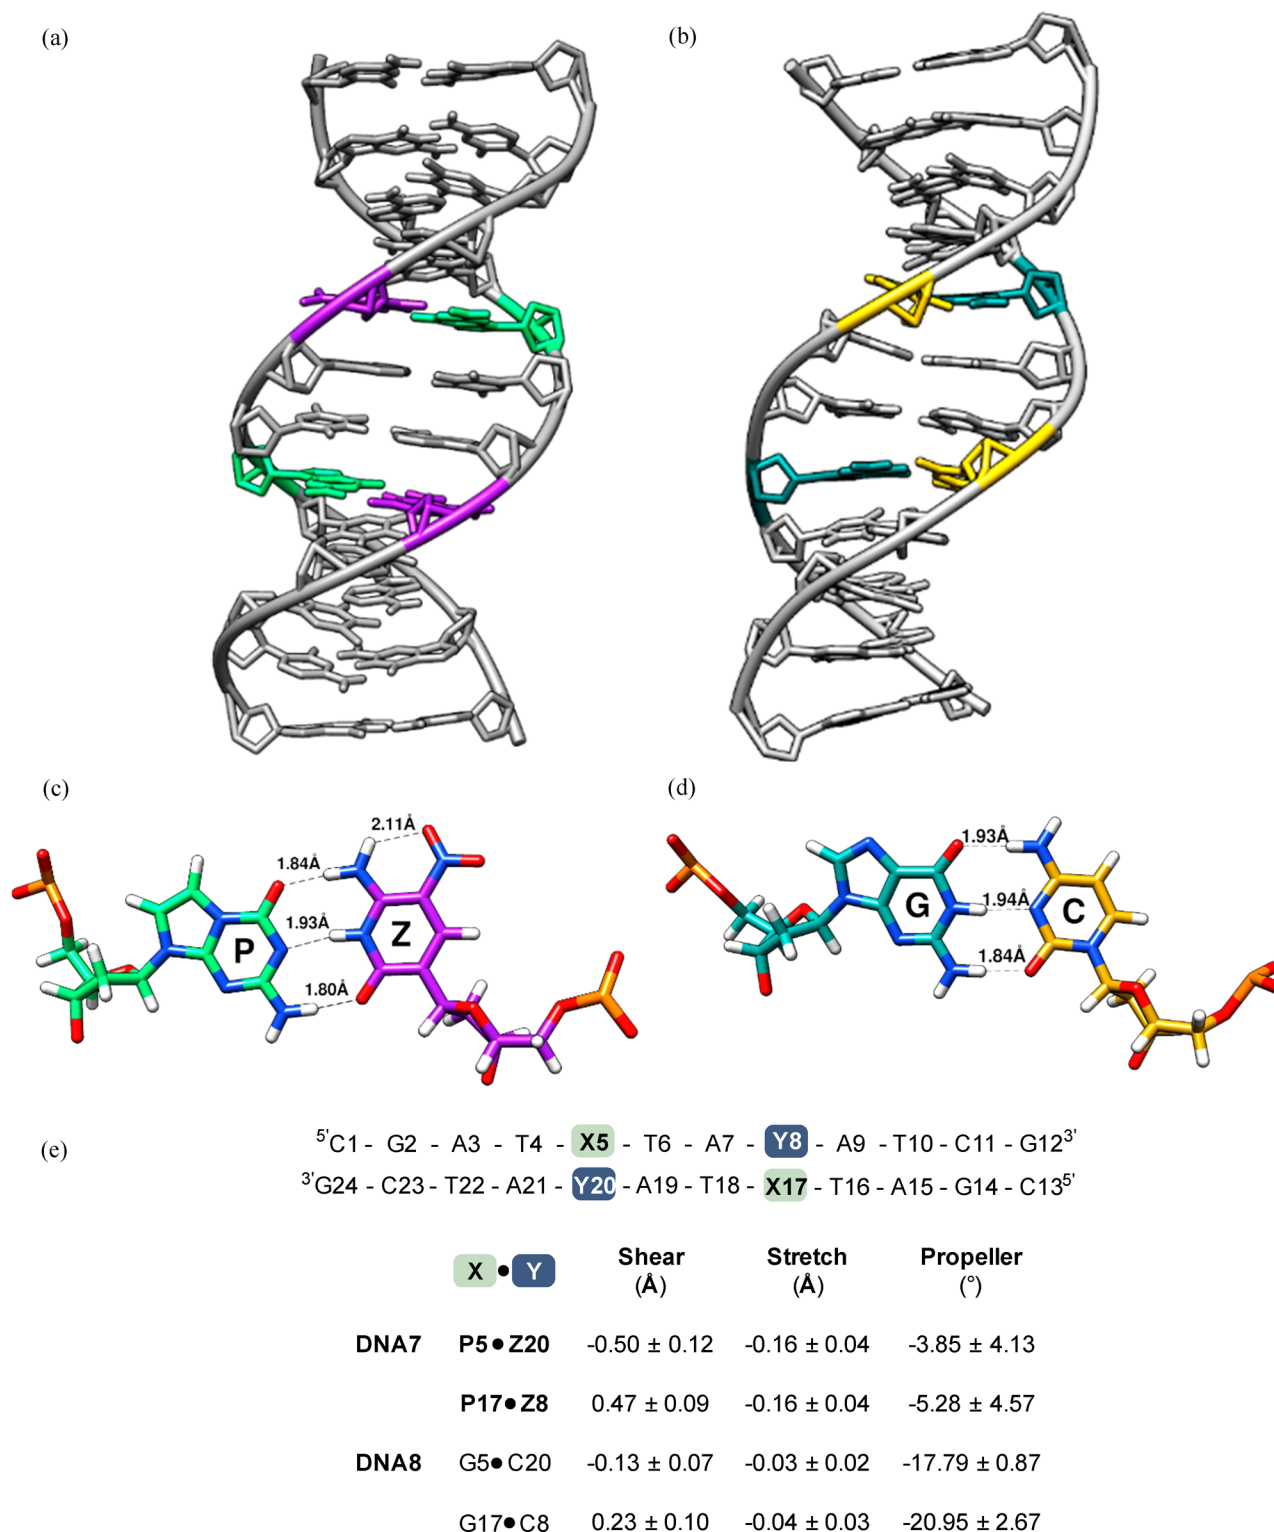 (a)
(b)
(c)
2.11Å
1.84Å
1.93Å
1.80Å
P
Z
(d)
1.93Å
1.94Å
1.84Å
G
C
(e)
5'C1 - G2 - A3 - T4 - X5 - T6 - A7 - Y8 - A9 - T10 - C11 - G12 3'
3'G24 - C23 - T22 - A21 - Y20 - A19 - T18 - X17 - T16 - A15 - G14 - C13 5'
X • Y Shear (Å) Stretch (Å) Propeller (°)
DNA7 P5•Z20 -0.50 ± 0.12 -0.16 ± 0.04 -3.85 ± 4.13
P17•Z8 0.47 ± 0.09 -0.16 ± 0.04 -5.28 ± 4.57
DNA8 G5•C20 -0.13 ± 0.07 -0.03 ± 0.02 -17.79 ± 0.87
G17•C8 0.23 ± 0.10 -0.04 ± 0.03 -20.95 ± 2.67